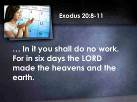 Exodus 20:8-11
… In it you shall do no work.
For in six days the LORD
made the heavens and the
earth.